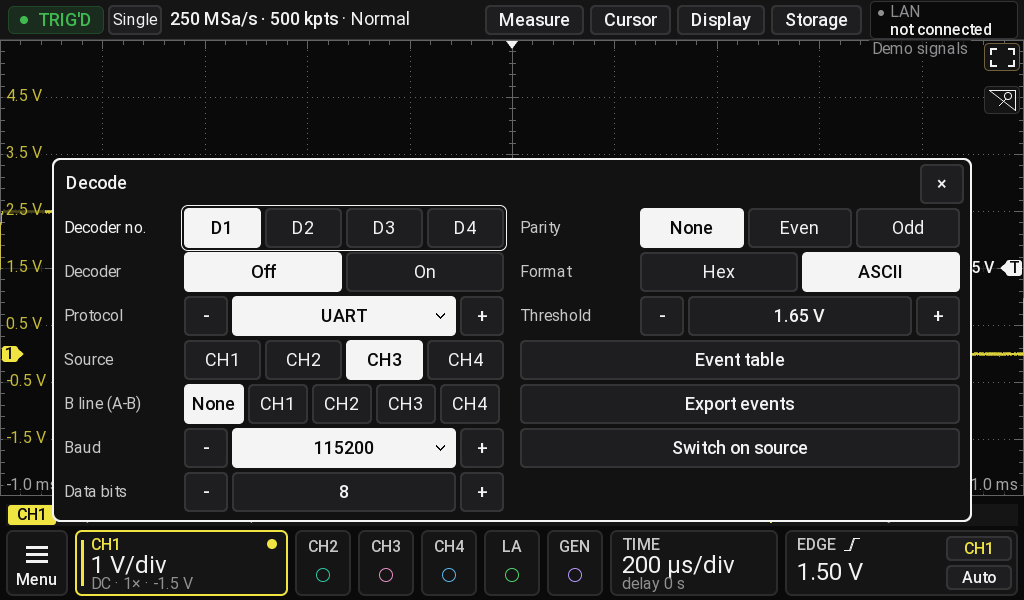 TRIG'D Single 250 MSa/s · 500 kpts · Normal Measure Cursor Display Storage LAN
not connected
Demo signals
4.5 V
3.5 V
2.5 V
1.5 V
0.5 V
1
-0.5 V
-1.5 V
-1.0 ms
5 V T
1.0 ms
Decode ×
Decoder no. D1 D2 D3 D4
Decoder Off On
Protocol - UART +
Source CH1 CH2 CH3 CH4
B line (A-B) None CH1 CH2 CH3 CH4
Baud - 115200 +
Data bits - 8 +
Parity None Even Odd
Format Hex ASCII
Threshold - 1.65 V +
Event table
Export events
Switch on source
CH1
Menu
CH1
1 V/div
DC · 1× · -1.5 V
CH2 CH3 CH4 LA GEN
TIME
200 µs/div
delay 0 s
EDGE CH1
1.50 V Auto